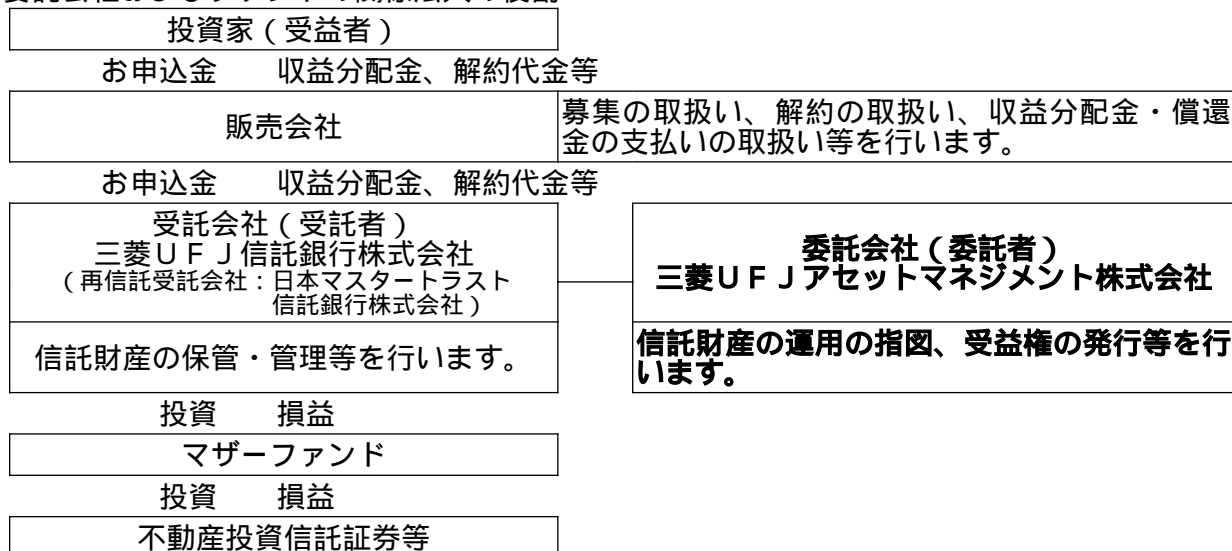 投資家（受益者）
お申込金　　収益分配金、解約代金等
販売会社
募集の取扱い、解約の取扱い、収益分配金・償還
金の支払いの取扱い等を行います。
お申込金　　収益分配金、解約代金等
受託会社（受託者）
三菱ＵＦＪ信託銀行株式会社
（再信託受託会社：日本マスタートラスト
信託銀行株式会社）
委託会社（委託者）
三菱ＵＦＪアセットマネジメント株式会社
信託財産の保管・管理等を行います。
信託財産の運用の指図、受益権の発行等を行
います。
投資　　損益
マザーファンド
投資　　損益
不動産投資信託証券等